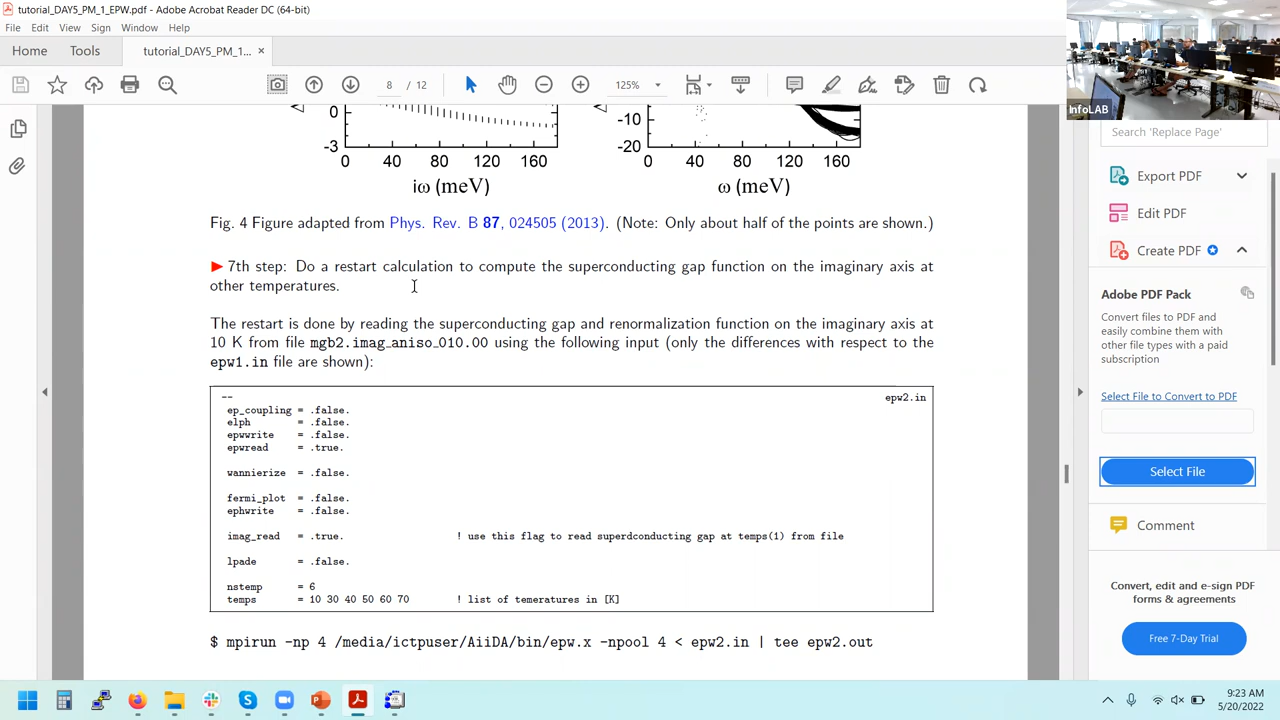 tutorial_DAY5_PM_1_EPW.pdf - Adobe Acrobat Reader DC (64-bit)
File Edit View Sign Window Help
Home Tools tutorial_DAY5_PM_1... ×
8 / 12 125%
0
-3
0 40 80 120 160
iω (meV)
-10
-20
0 40 80 120 160
ω (meV)
Fig. 4 Figure adapted from Phys. Rev. B 87, 024505 (2013). (Note: Only about half of the points are shown.)
▶ 7th step: Do a restart calculation to compute the superconducting gap function on the imaginary axis at
other temperatures.
The restart is done by reading the superconducting gap and renormalization function on the imaginary axis at
10 K from file mgb2.imag_aniso_010.00 using the following input (only the differences with respect to the
epw1.in file are shown):
-- epw2.in
ep_coupling = .false.
elph = .false.
epwwrite = .false.
epwread = .true.
wannierize = .false.
fermi_plot = .false.
ephwrite = .false.
imag_read = .true. ! use this flag to read superdconducting gap at temps(1) from file
lpade = .false.
nstemp = 6
temps = 10 30 40 50 60 70 ! list of temeratures in [K]
$ mpirun -np 4 /media/ictpuser/AiiDA/bin/epw.x -npool 4 < epw2.in | tee epw2.out
InfoLAB
Search 'Replace Page'
Export PDF
Edit PDF
Create PDF
Adobe PDF Pack
Convert files to PDF and
easily combine them with
other file types with a paid
subscription
Select File to Convert to PDF
Select File
Comment
Convert, edit and e-sign PDF
forms & agreements
Free 7-Day Trial
9:23 AM
5/20/2022